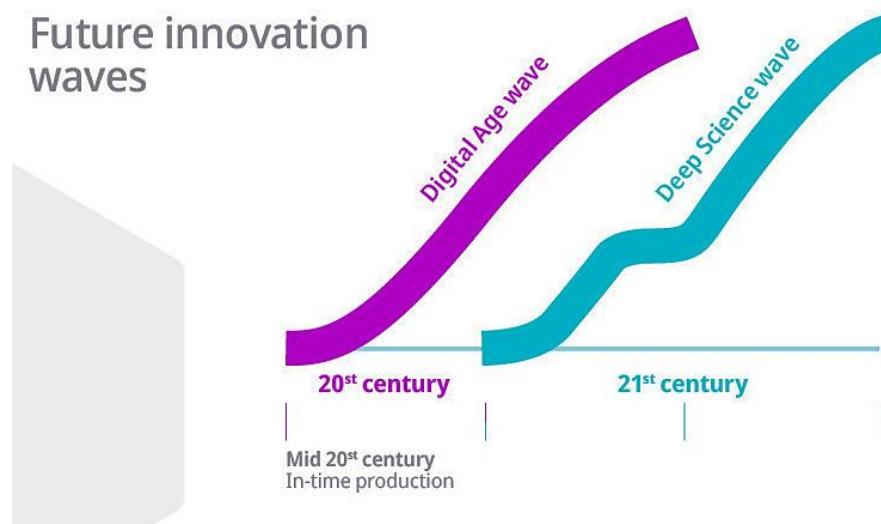 Future innovation
waves
Digital Age wave
Deep Science wave
20st century
21st century
Mid 20st century
In-time production